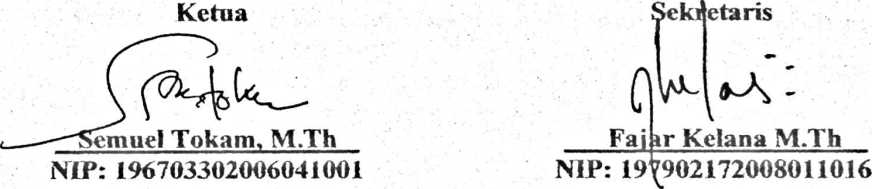 Ketua
Semuel Tokam, M.Th
NIP: 196703302006041001
Sekretaris
Fajar Kelana M.Th
NIP: 197902172008011016